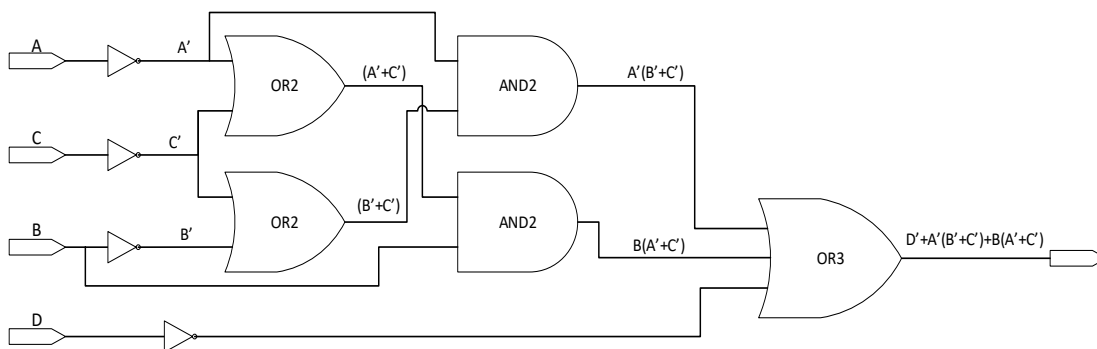 A
A’
OR2
(A’+C’)
AND2
A’(B’+C’)
C
C’
B
B’
OR2
(B’+C’)
AND2
B(A’+C’)
OR3
D’+A’(B’+C’)+B(A’+C’)
D